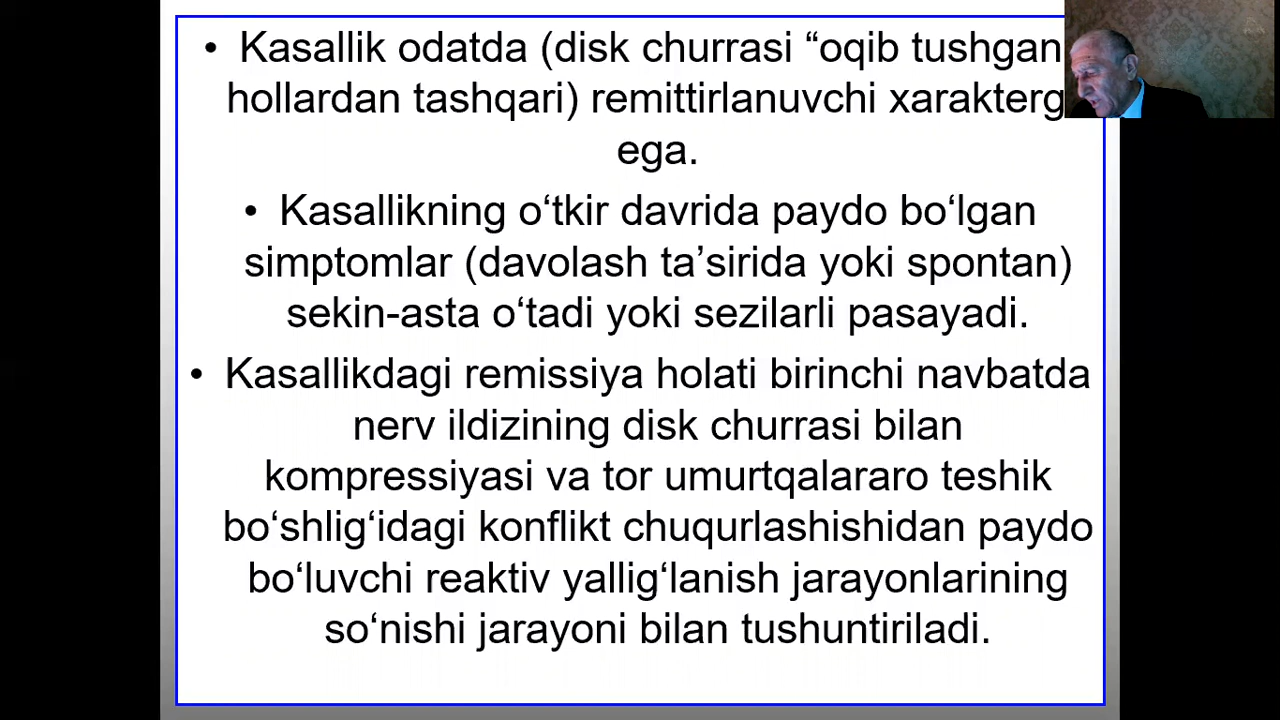 • Kasallik odatda (disk churrasi “oqib tushgan
hollardan tashqari) remittirlanuvchi xarakterg
ega.
• Kasallikning o‘tkir davrida paydo bo‘lgan
simptomlar (davolash ta’sirida yoki spontan)
sekin-asta o‘tadi yoki sezilarli pasayadi.
• Kasallikdagi remissiya holati birinchi navbatda
nerv ildizining disk churrasi bilan
kompressiyasi va tor umurtqalararo teshik
bo‘shlig‘idagi konflikt chuqurlashishidan paydo
bo‘luvchi reaktiv yallig‘lanish jarayonlarining
so‘nishi jarayoni bilan tushuntiriladi.